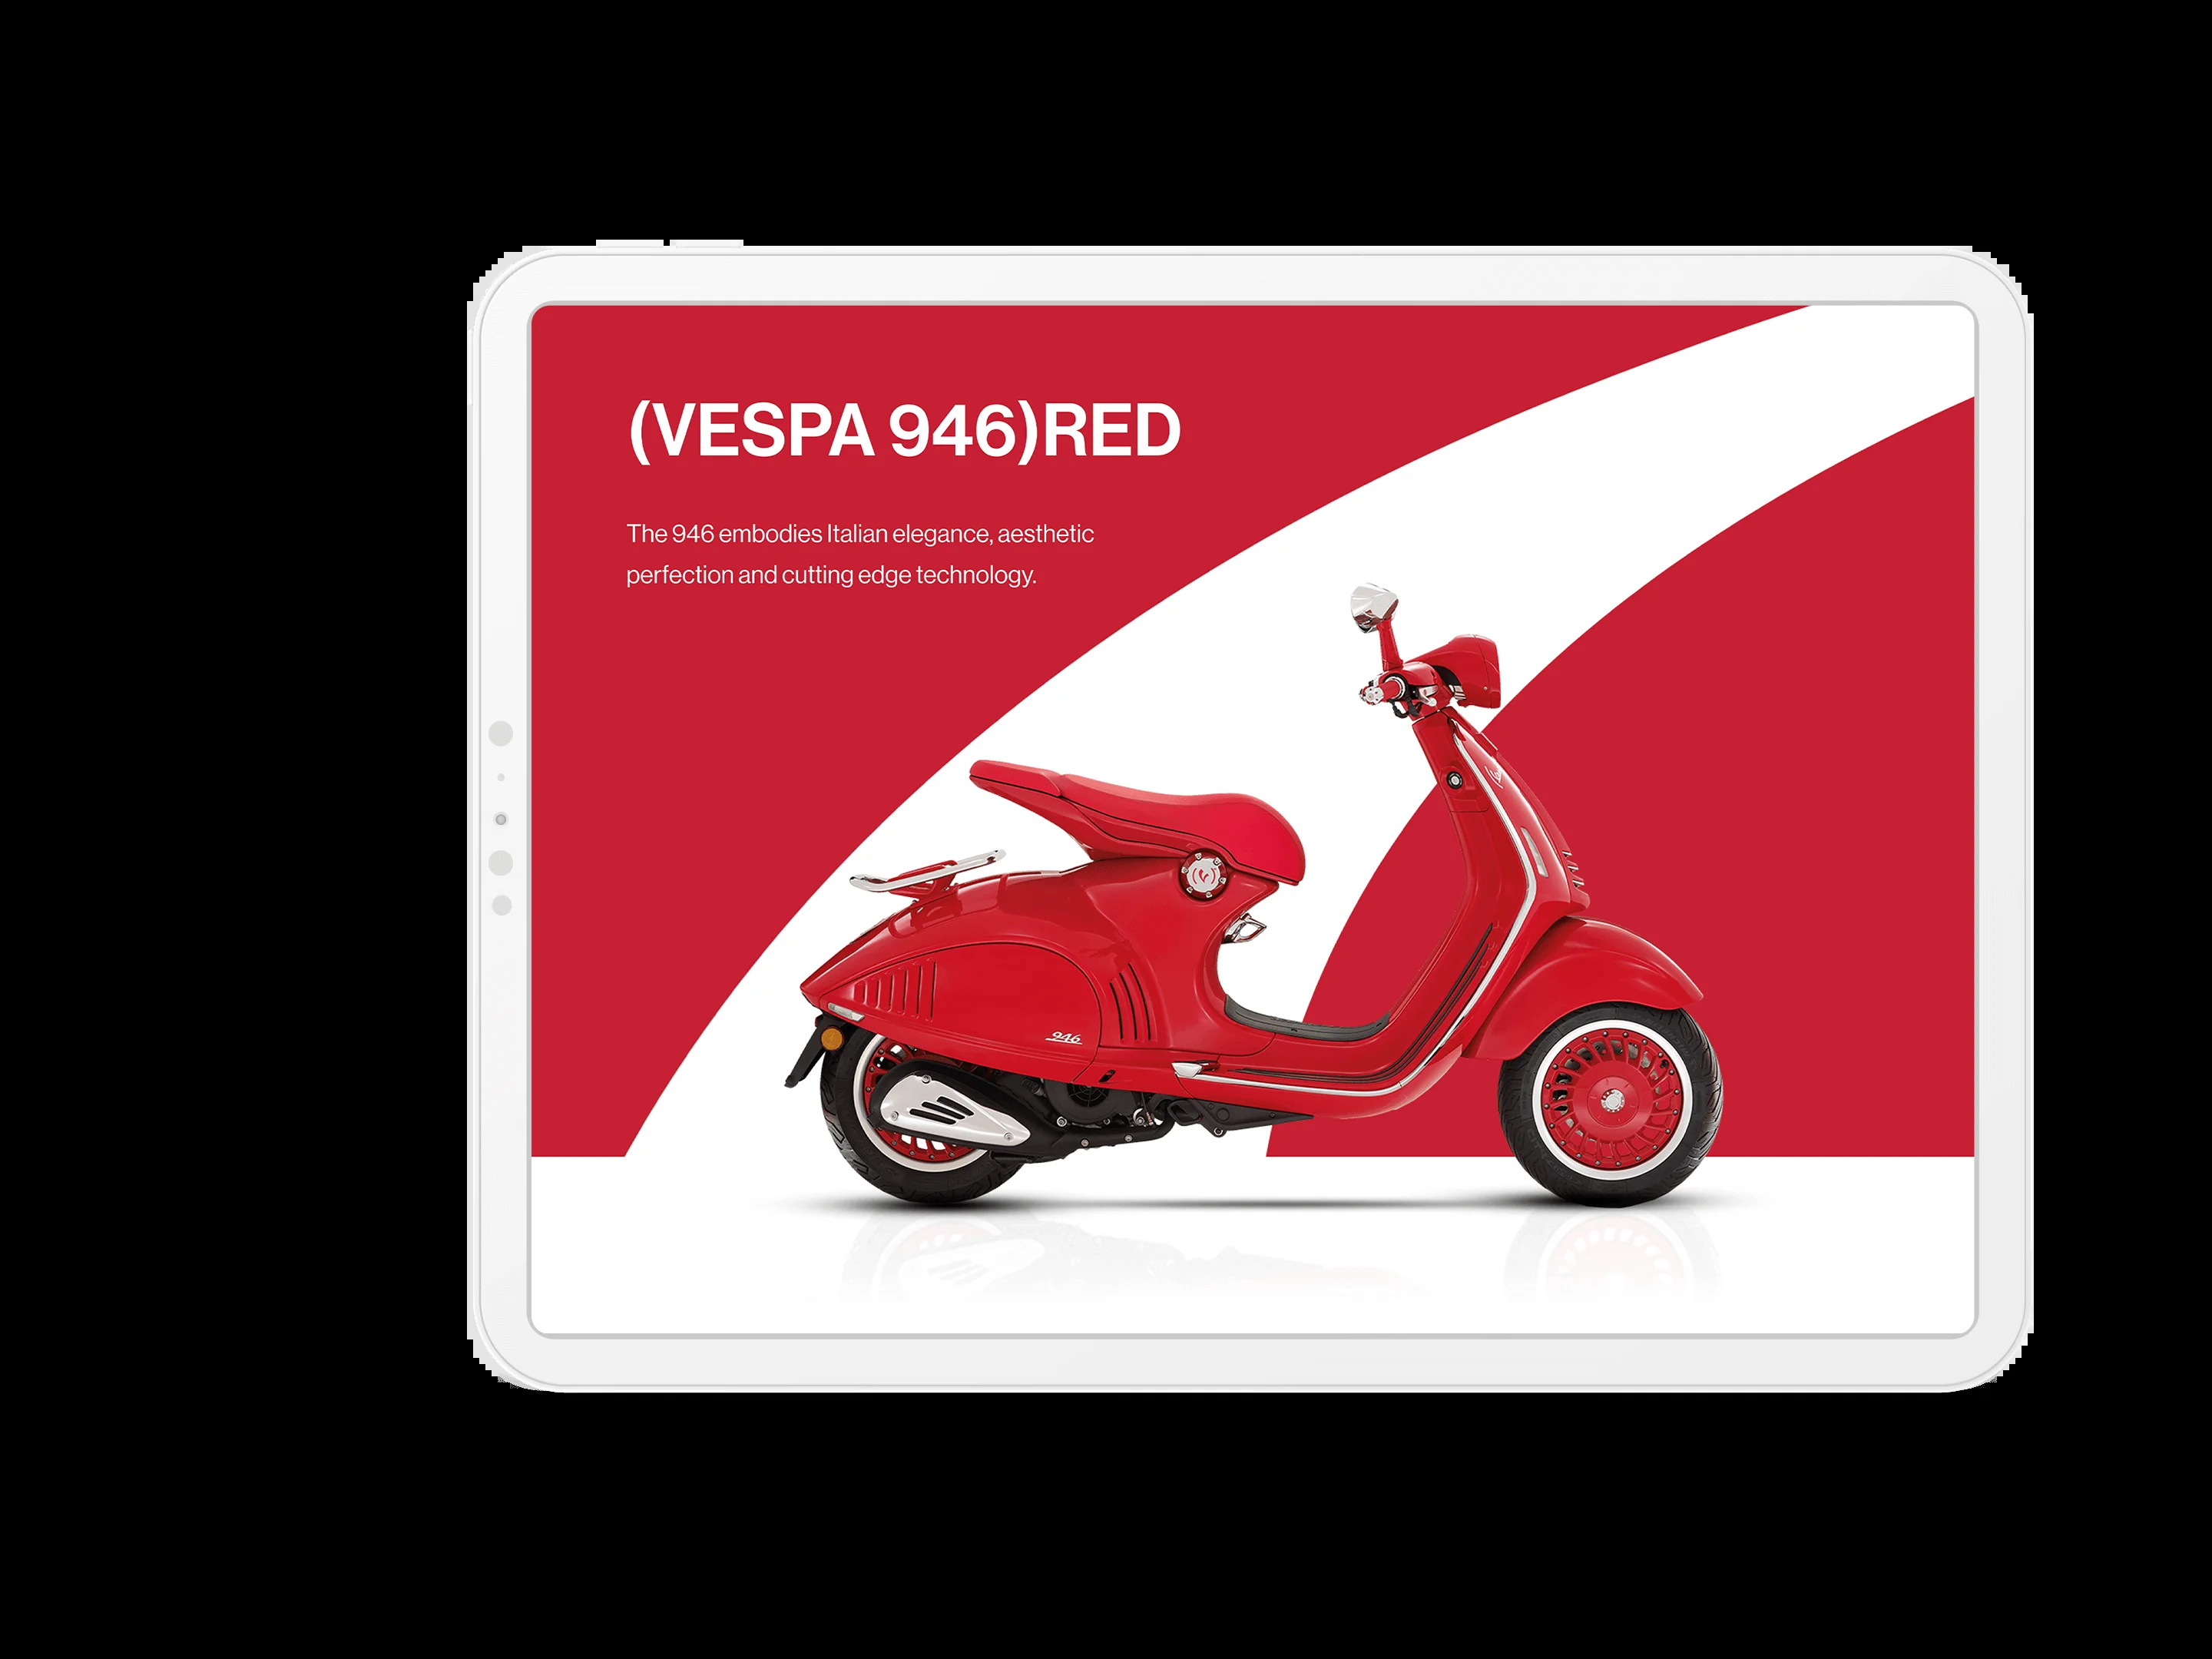 (VESPA 946)RED
The 946 embodies Italian elegance, aesthetic
perfection and cutting edge technology.
946